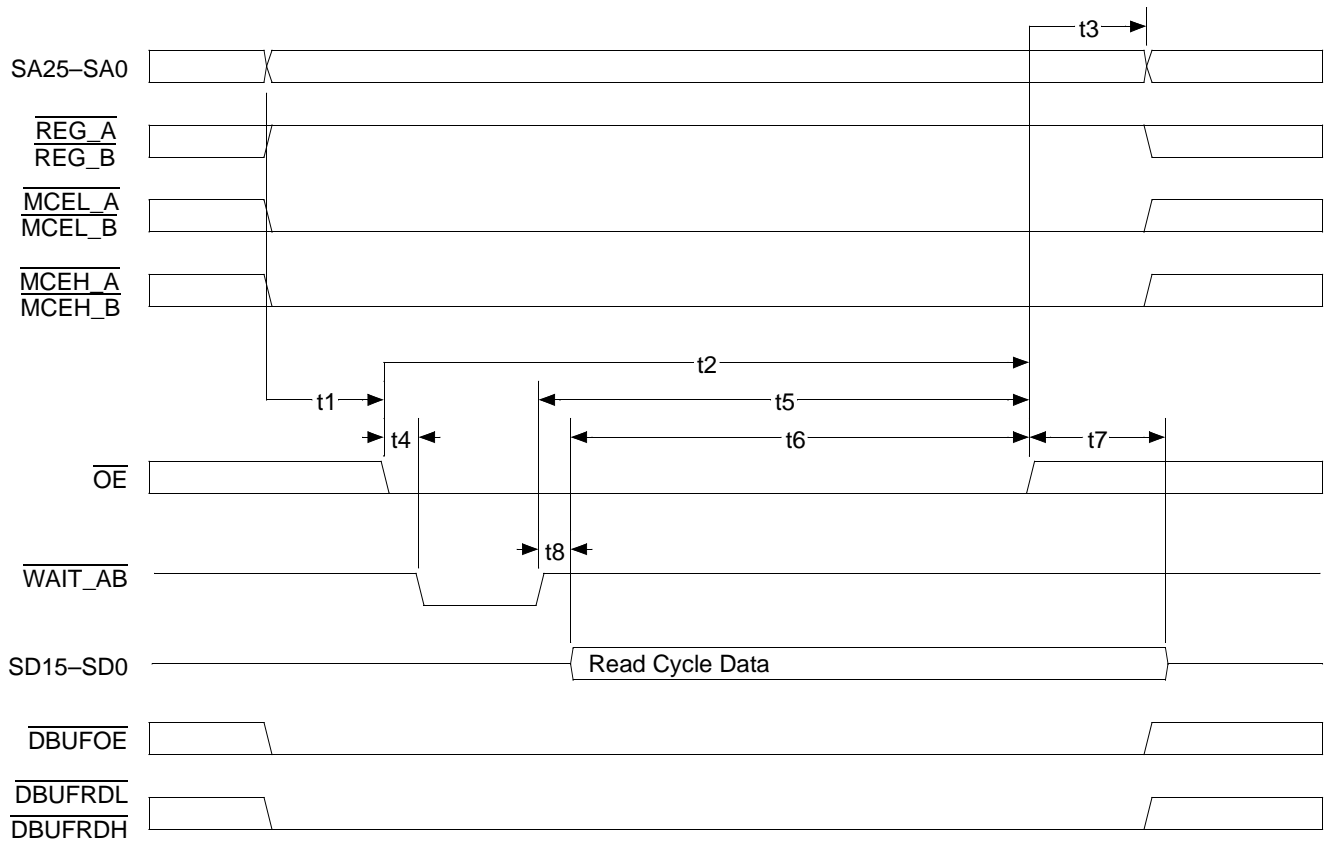 t3
SA25–SA0
REG_A
REG_B
MCEL_A
MCEL_B
MCEH_A
MCEH_B
t2
t1
t5
t4
t6
t7
OE
t8
WAIT_AB
SD15–SD0
Read Cycle Data
DBUFOE
DBUFRDL
DBUFRDH